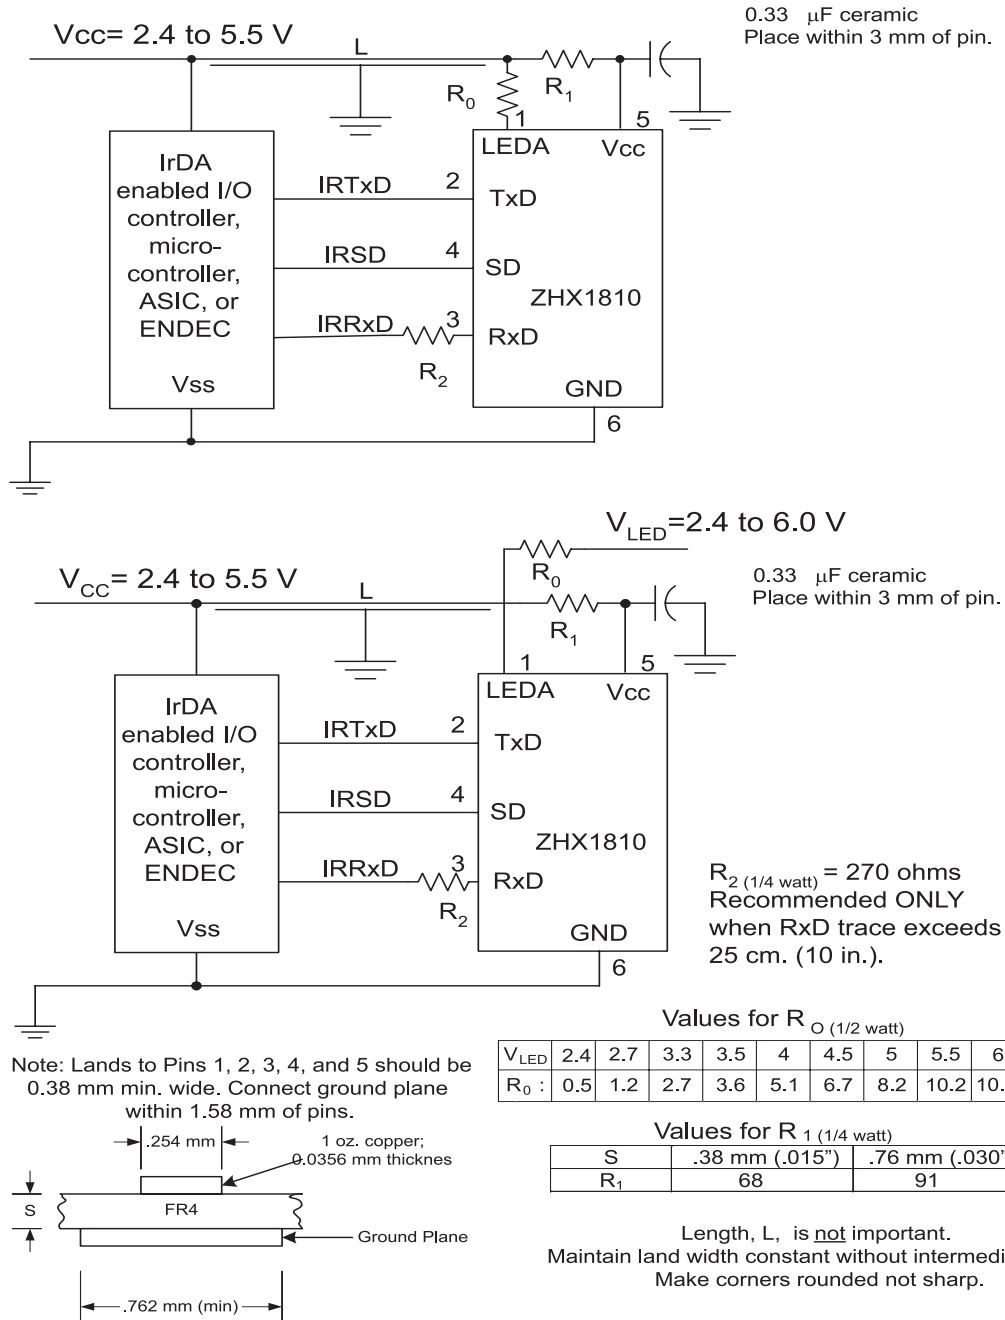 0.33 μF ceramic
Place within 3 mm of pin.
Vcc= 2.4 to 5.5 V
L
R0
R1
1
5
LEDA
Vcc
IrDA
enabled I/O
controller,
micro-
controller,
ASIC, or
ENDEC
Vss
IRTxD
2
TxD
IRSD
4
SD
ZHX1810
IRRxD
3
RxD
R2
GND
6
VLED=2.4 to 6.0 V
R0
VCC= 2.4 to 5.5 V
L
R1
0.33 μF ceramic
Place within 3 mm of pin.
1
5
LEDA
Vcc
IrDA
enabled I/O
controller,
micro-
controller,
ASIC, or
ENDEC
Vss
IRTxD
2
TxD
IRSD
4
SD
ZHX1810
IRRxD
3
RxD
R2
GND
6
R2 (1/4 watt) = 270 ohms
Recommended ONLY
when RxD trace exceeds
25 cm. (10 in.).
Values for R O (1/2 watt)
VLED 2.4 2.7 3.3 3.5 4 4.5 5 5.5 6
R0 : 0.5 1.2 2.7 3.6 5.1 6.7 8.2 10.2 10.
Note: Lands to Pins 1, 2, 3, 4, and 5 should be
0.38 mm min. wide. Connect ground plane
within 1.58 mm of pins.
.254 mm
1 oz. copper;
0.0356 mm thicknes
S
FR4
Ground Plane
.762 mm (min)
Values for R 1 (1/4 watt)
S .38 mm (.015") .76 mm (.030"
R1 68 91
Length, L, is not important.
Maintain land width constant without intermedi
Make corners rounded not sharp.